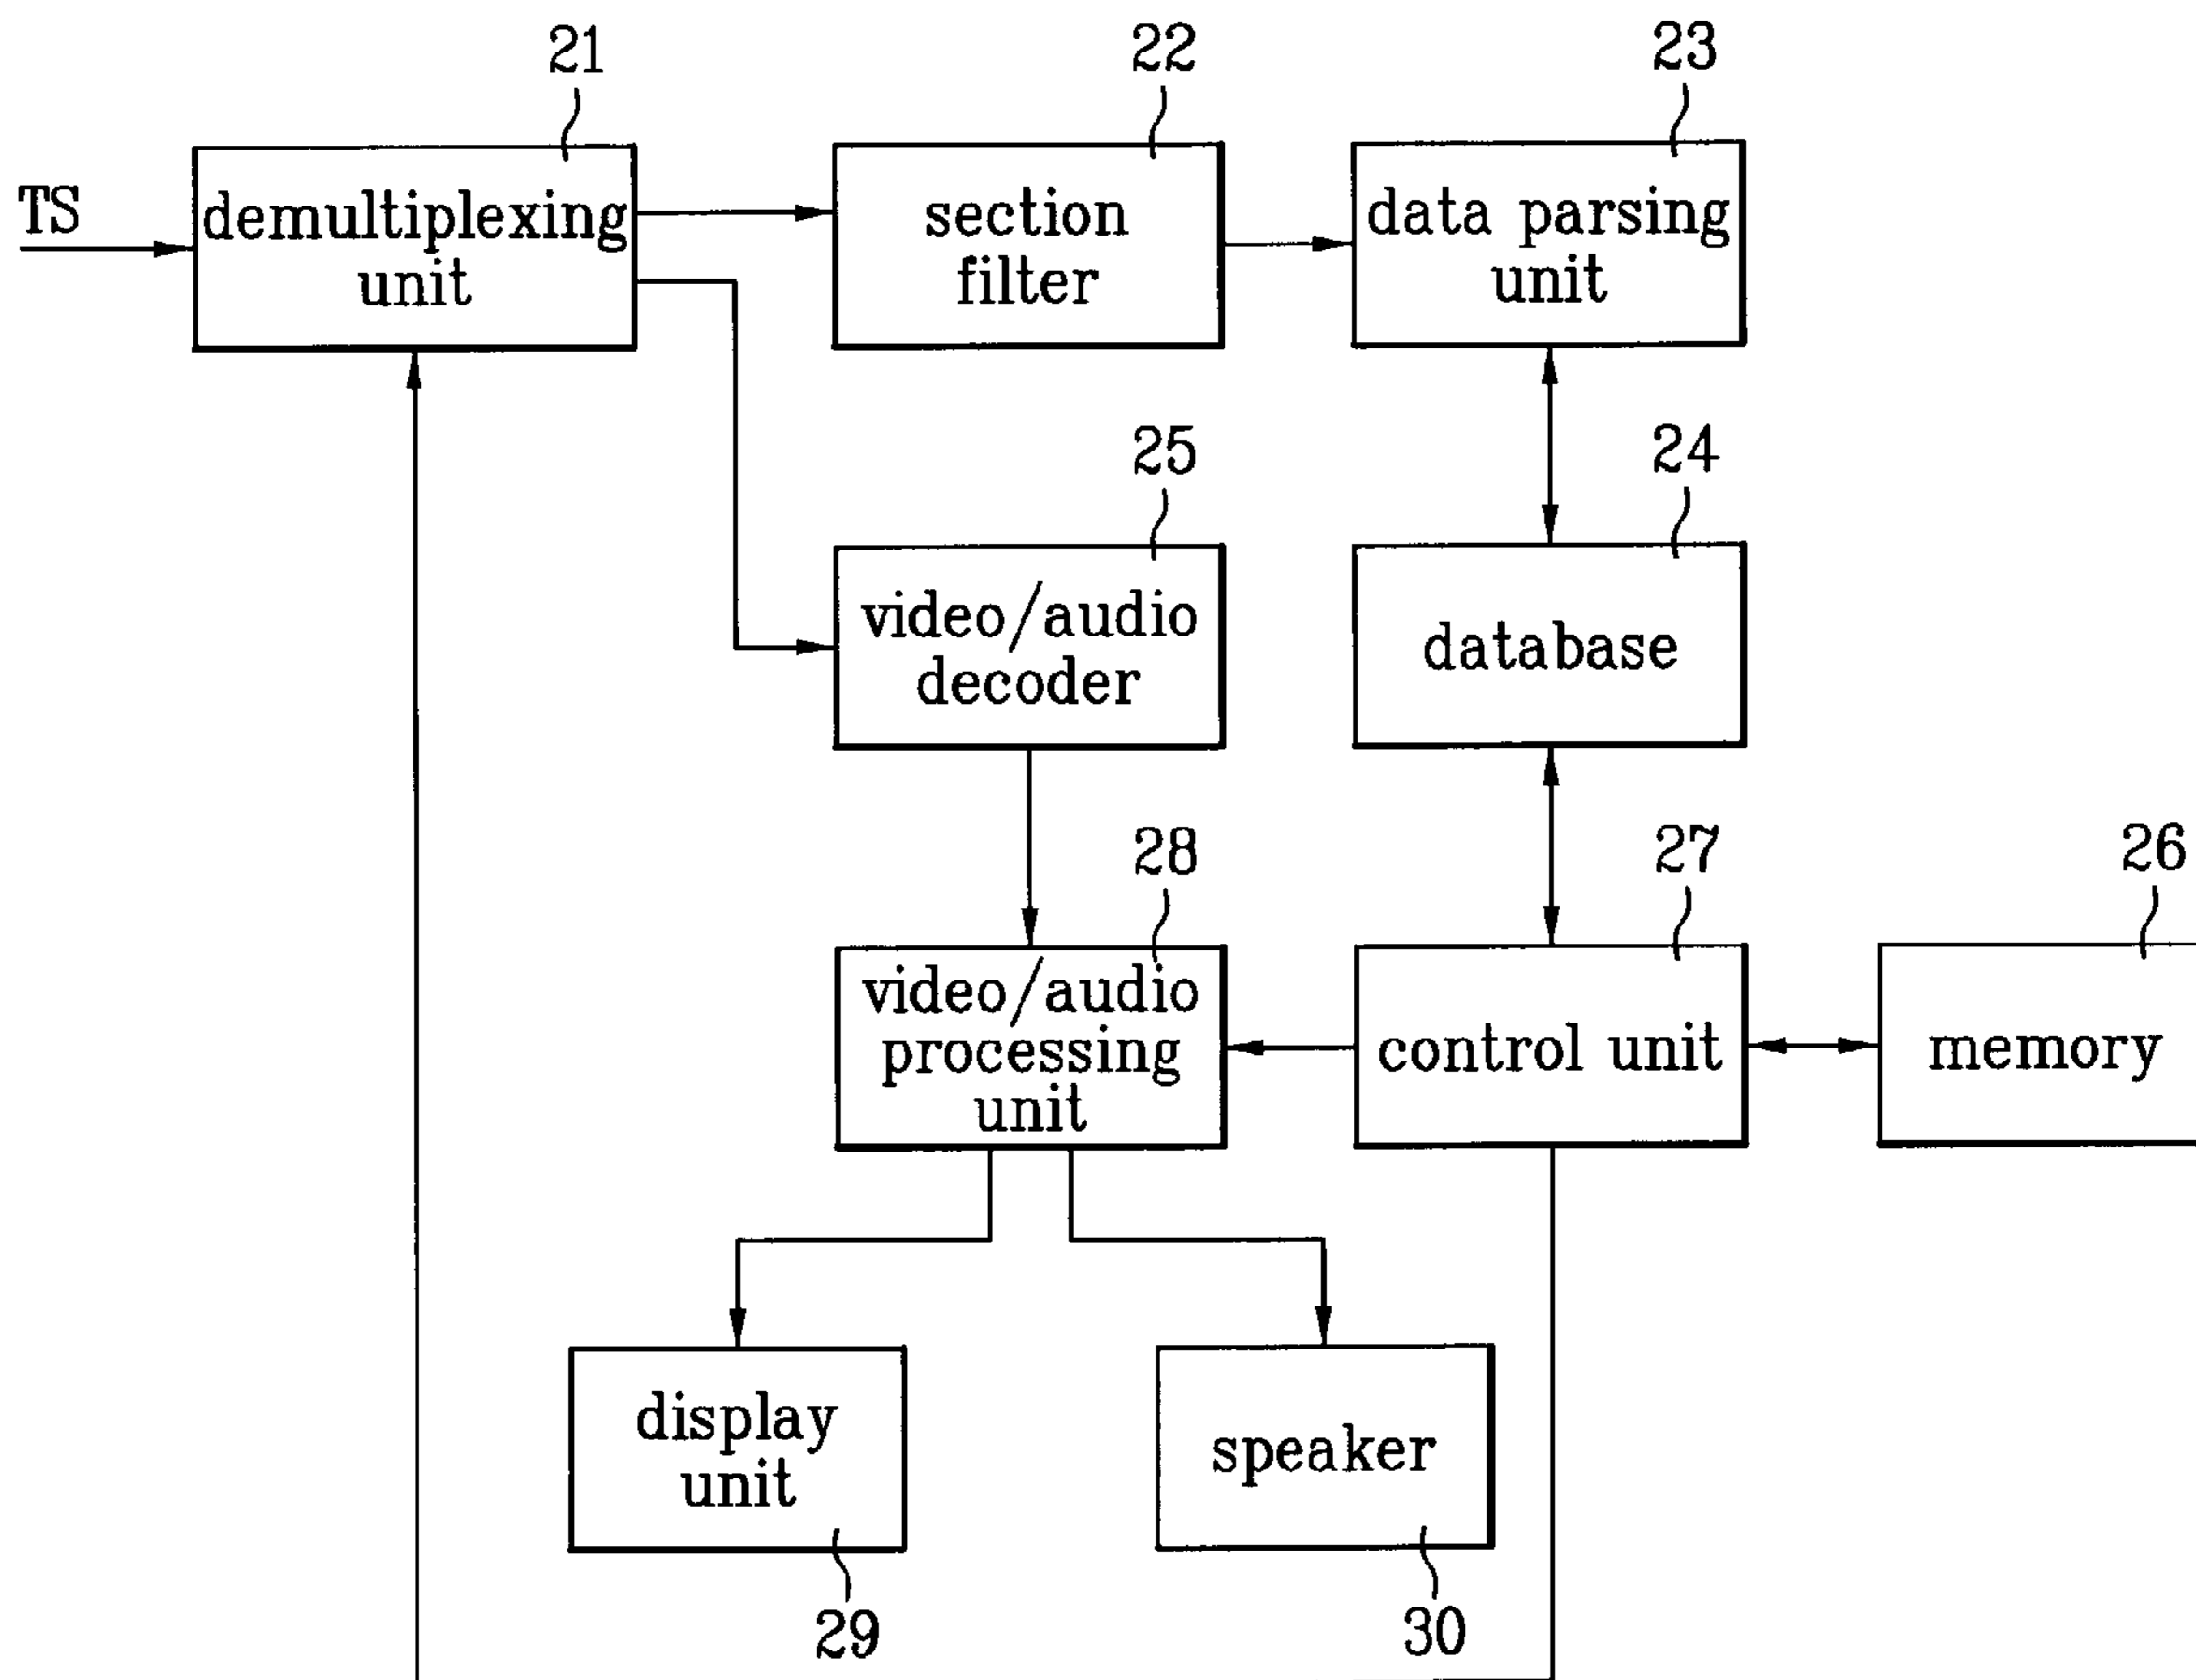 21
22
23
TS
demultiplexing
unit
section
filter
data parsing
unit
25
24
video/audio
decoder
database
28
27
26
video/audio
processing
unit
control unit
memory
display
unit
speaker
29
30